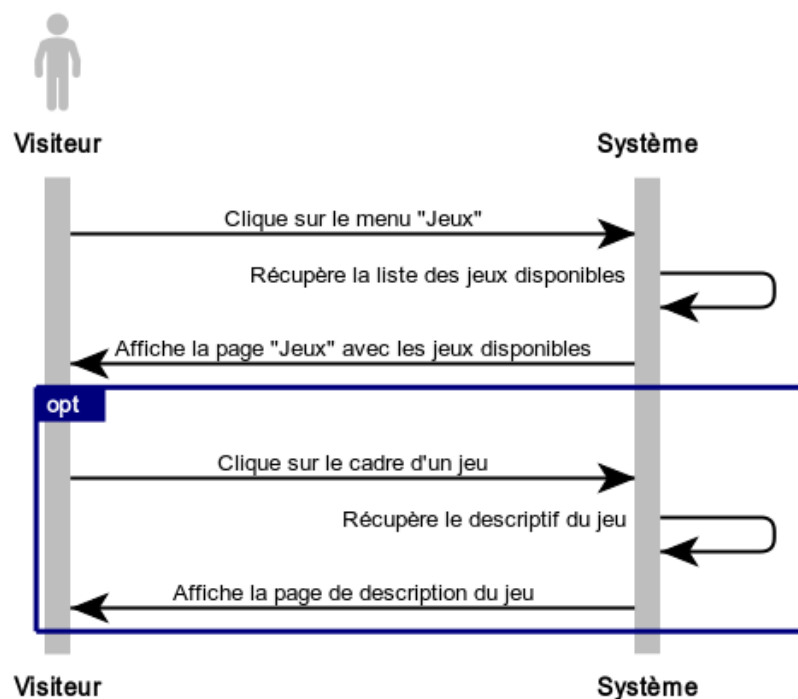 Visiteur
Système
Clique sur le menu "Jeux"
Récupère la liste des jeux disponibles
Affiche la page "Jeux" avec les jeux disponibles
opt
Clique sur le cadre d'un jeu
Récupère le descriptif du jeu
Affiche la page de description du jeu
Visiteur
Système